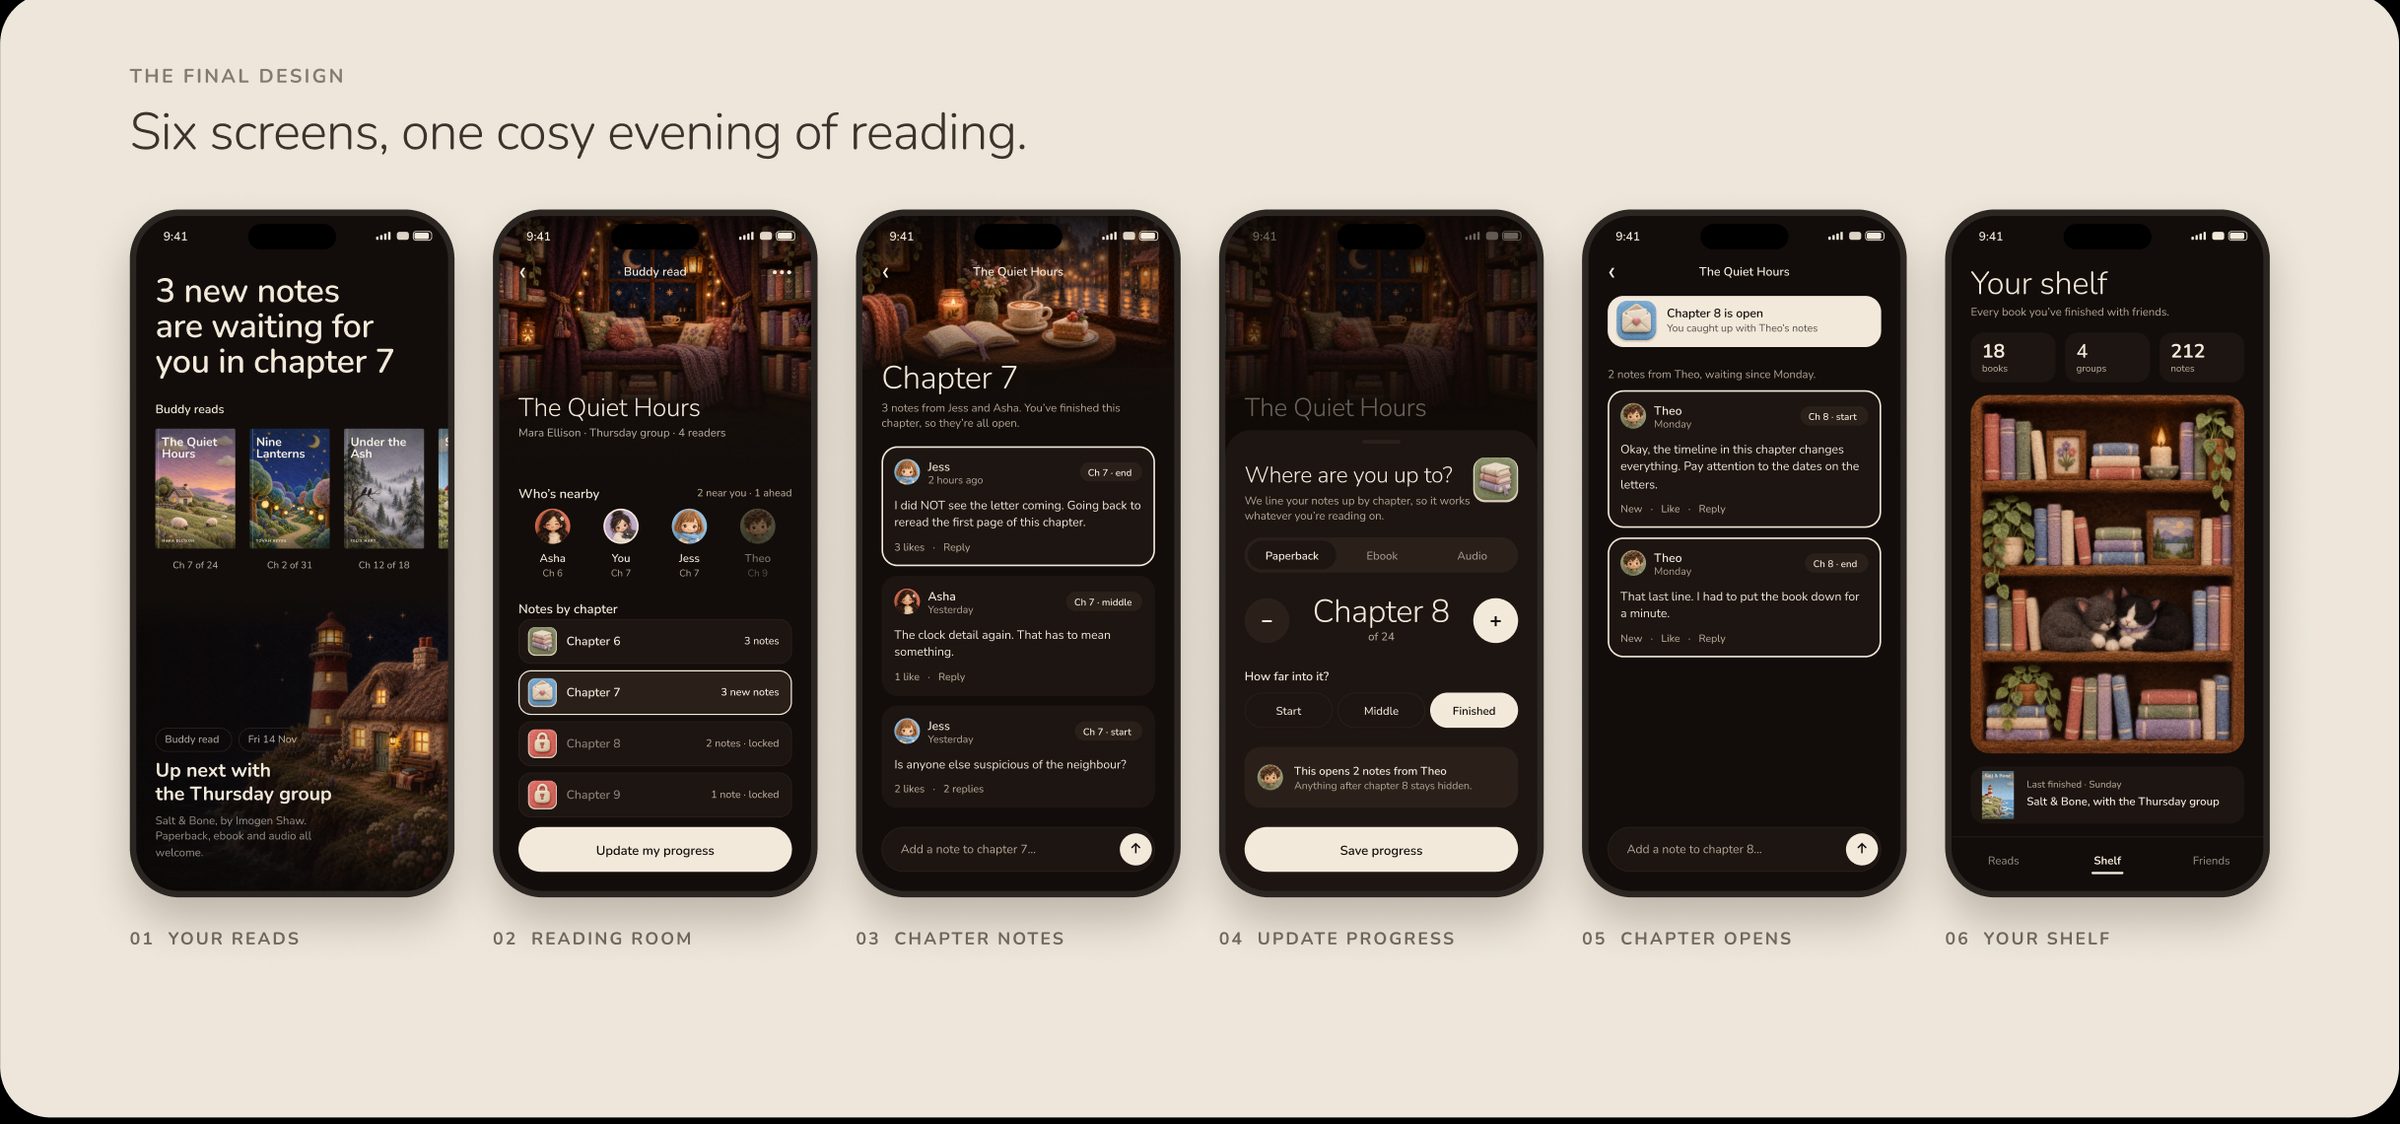 THE FINAL DESIGN
Six screens, one cosy evening of reading.
9:41
3 new notes
are waiting for
you in chapter 7
Buddy reads
The Quiet
Hours
Nine
Lanterns
Under the
Ash
Ch 7 of 24
Ch 2 of 31
Ch 12 of 18
Buddy read
Fri 14 Nov
Up next with
the Thursday group
Salt & Bone, by Imogen Shaw.
Paperback, ebook and audio all
welcome.
01 YOUR READS
9:41
Buddy read
The Quiet Hours
Mara Ellison · Thursday group · 4 readers
Who's nearby
2 near you · 1 ahead
Asha
Ch 6
You
Ch 7
Jess
Ch 7
Theo
Ch 9
Notes by chapter
Chapter 6
3 notes
Chapter 7
3 new notes
Chapter 8
2 notes · locked
Chapter 9
1 note · locked
Update my progress
02 READING ROOM
9:41
The Quiet Hours
Chapter 7
3 notes from Jess and Asha. You've finished this
chapter, so they're all open.
Jess
2 hours ago
Ch 7 · end
I did NOT see the letter coming. Going back to
reread the first page of this chapter.
3 likes · Reply
Asha
Yesterday
Ch 7 · middle
The clock detail again. That has to mean
something.
1 like · Reply
Jess
Yesterday
Ch 7 · start
Is anyone else suspicious of the neighbour?
2 likes · 2 replies
Add a note to chapter 7...
03 CHAPTER NOTES
9:41
The Quiet Hours
Where are you up to?
We line your notes up by chapter, so it works
whatever you're reading on.
Paperback
Ebook
Audio
−
Chapter 8
of 24
+
How far into it?
Start
Middle
Finished
This opens 2 notes from Theo
Anything after chapter 8 stays hidden.
Save progress
04 UPDATE PROGRESS
9:41
The Quiet Hours
Chapter 8 is open
You caught up with Theo's notes
2 notes from Theo, waiting since Monday.
Theo
Monday
Ch 8 · start
Okay, the timeline in this chapter changes
everything. Pay attention to the dates on the
letters.
New · Like · Reply
Theo
Monday
Ch 8 · end
That last line. I had to put the book down for
a minute.
New · Like · Reply
Add a note to chapter 8...
05 CHAPTER OPENS
9:41
Your shelf
Every book you've finished with friends.
18
books
4
groups
212
notes
Salt & Bone
Last finished · Sunday
Salt & Bone, with the Thursday group
Reads
Shelf
Friends
06 YOUR SHELF